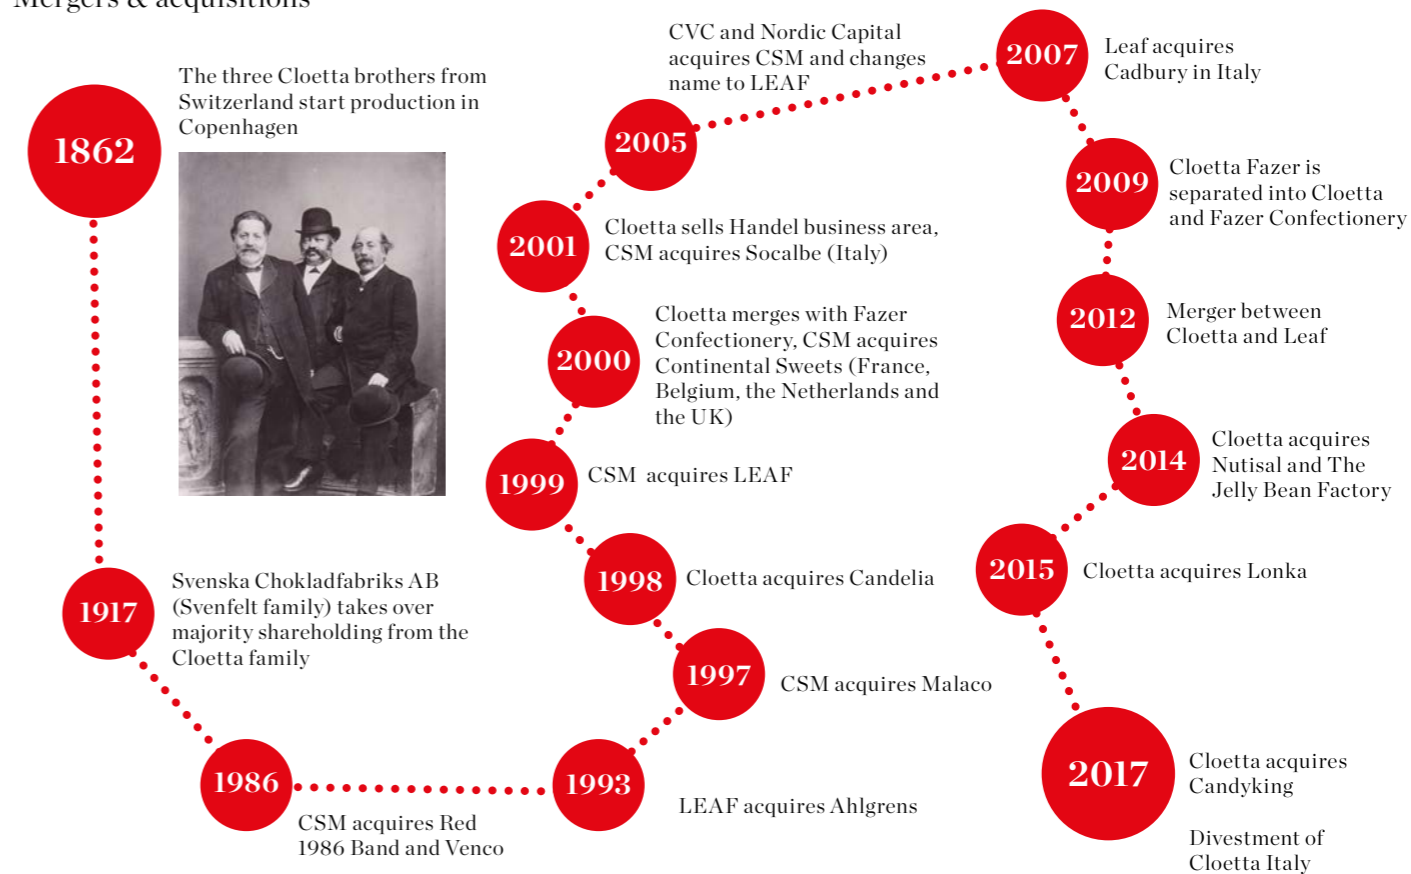 Mergers & acquisitions
1862
The three Cloetta brothers from
Switzerland start production in
Copenhagen
1917
Svenska Chokladfabriks AB
(Svenfelt family) takes over
majority shareholding from the
Cloetta family
1986
CSM acquires Red
1986 Band and Venco
1993
LEAF acquires Ahlgrens
1997
CSM acquires Malaco
1998
Cloetta acquires Candelia
1999
CSM acquires LEAF
2000
Cloetta merges with Fazer
Confectionery, CSM acquires
Continental Sweets (France,
Belgium, the Netherlands and
the UK)
2001
Cloetta sells Handel business area,
CSM acquires Socalbe (Italy)
2005
CVC and Nordic Capital
acquires CSM and changes
name to LEAF
2007
Leaf acquires
Cadbury in Italy
2009
Cloetta Fazer is
separated into Cloetta
and Fazer Confectionery
2012
Merger between
Cloetta and Leaf
2014
Cloetta acquires
Nutisal and The
Jelly Bean Factory
2015
Cloetta acquires Lonka
2017
Cloetta acquires
Candyking
Divestment of
Cloetta Italy